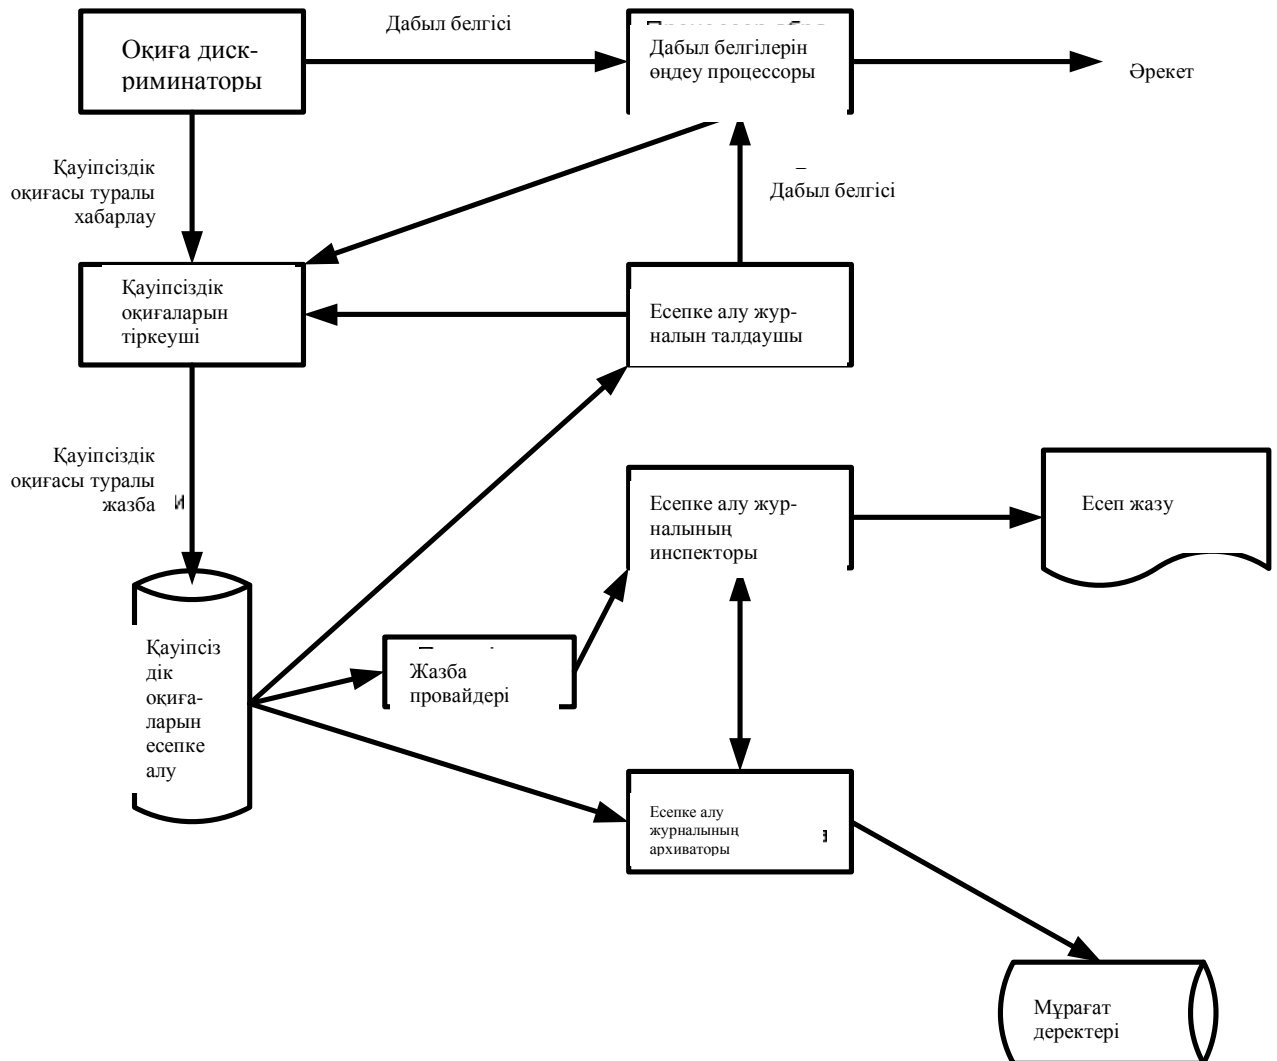 Дабыл белгісі
Оқиға диск-
риминаторы
Дабыл белгілерін
өңдеу процессоры
Әрекет
Қауіпсіздік
оқиғасы туралы
хабарлау
Дабыл белгісі
Қауіпсіздік
оқиғаларын
тіркеуші
Есепке алу жур-
налын талдаушы
Қауіпсіздік
оқиғасы туралы
жазба
Есепке алу жур-
налының
инспекторы
Есеп жазу
Қауіпсіз
дік
оқиға-
ларын
есепке
алу
Жазба
провайдері
Есепке алу
журналының
архиваторы
Мұрағат
деректері